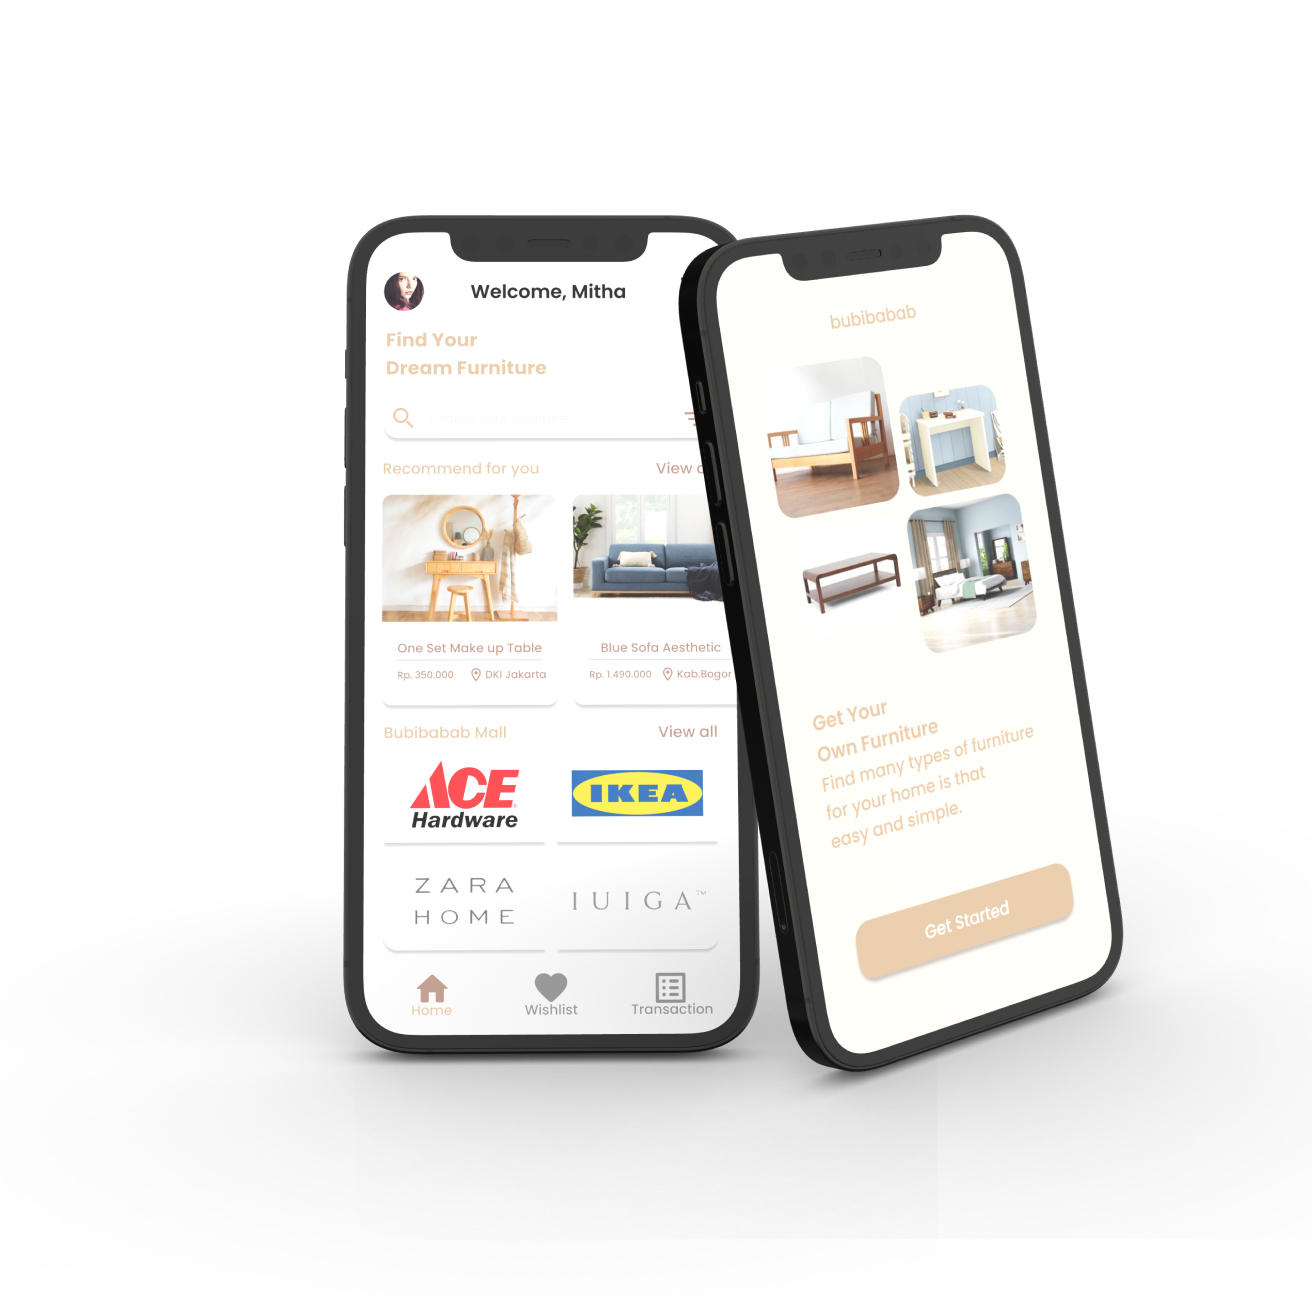 Welcome, Mitha
Find Your
Dream Furniture
Search your furniture
Recommend for you
View
One Set Make up Table
Rp. 350.000
DKI Jakarta
Blue Sofa Aesthetic
Rp. 1.490.000
Kab.Bogor
Bubibabab Mall
View all
ACE
Hardware
IKEA
ZARA
HOME
IUIGA™
Home
Wishlist
Transaction
bubibabab
Get Your
Own Furniture
Find many types of furniture
for your home is that
easy and simple.
Get Started